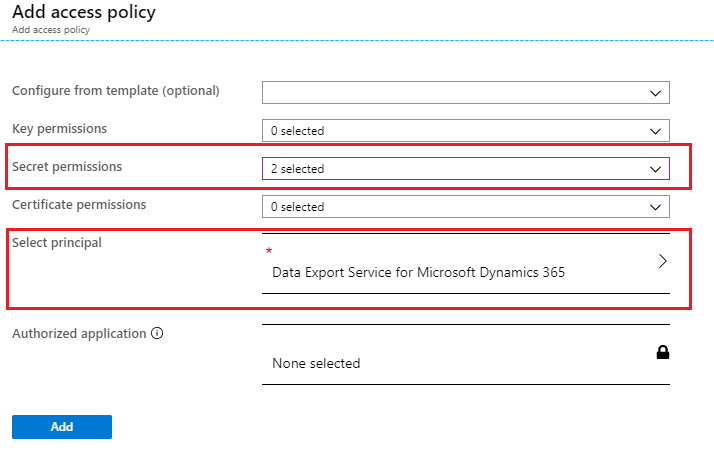 Add access policy
Add access policy
Configure from template (optional)
Key permissions
0 selected
Secret permissions
2 selected
Certificate permissions
0 selected
Select principal
*
Data Export Service for Microsoft Dynamics 365
Authorized application
None selected
Add